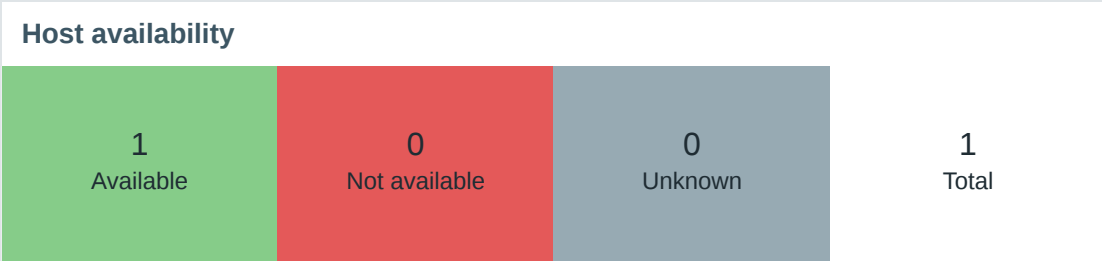 Host availability
1
Available
0
Not available
0
Unknown
1
Total